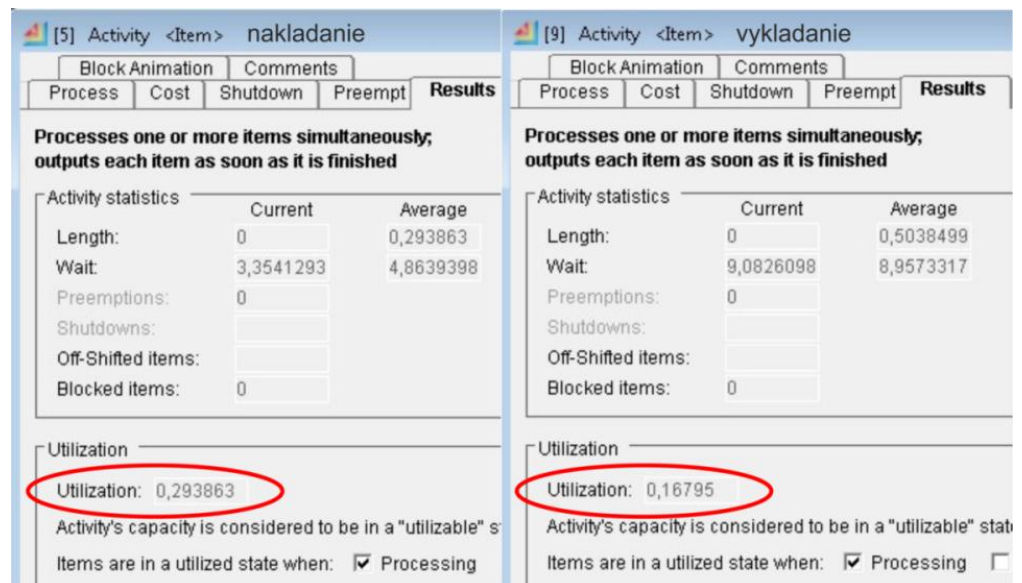 [5] Activity <Item> nakladanie
Block Animation Comments
Process Cost Shutdown Preempt Results
Processes one or more items simultaneously;
outputs each item as soon as it is finished
Activity statistics
Current Average
Length: 0 0,293863
Wait: 3,3541293 4,8639398
Preemptions: 0
Shutdowns:
Off-Shifted items:
Blocked items: 0
Utilization
Utilization: 0,293863
Activity's capacity is considered to be in a "utilizable"
Items are in a utilized state when: Processing
[9] Activity <Item> vykladanie
Block Animation Comments
Process Cost Shutdown Preempt Results
Processes one or more items simultaneously;
outputs each item as soon as it is finished
Activity statistics
Current Average
Length: 0 0,5038499
Wait: 9,0826098 8,9573317
Preemptions: 0
Shutdowns:
Off-Shifted items:
Blocked items: 0
Utilization
Utilization: 0,16795
Activity's capacity is considered to be in a "utilizable"
Items are in a utilized state when: Processing